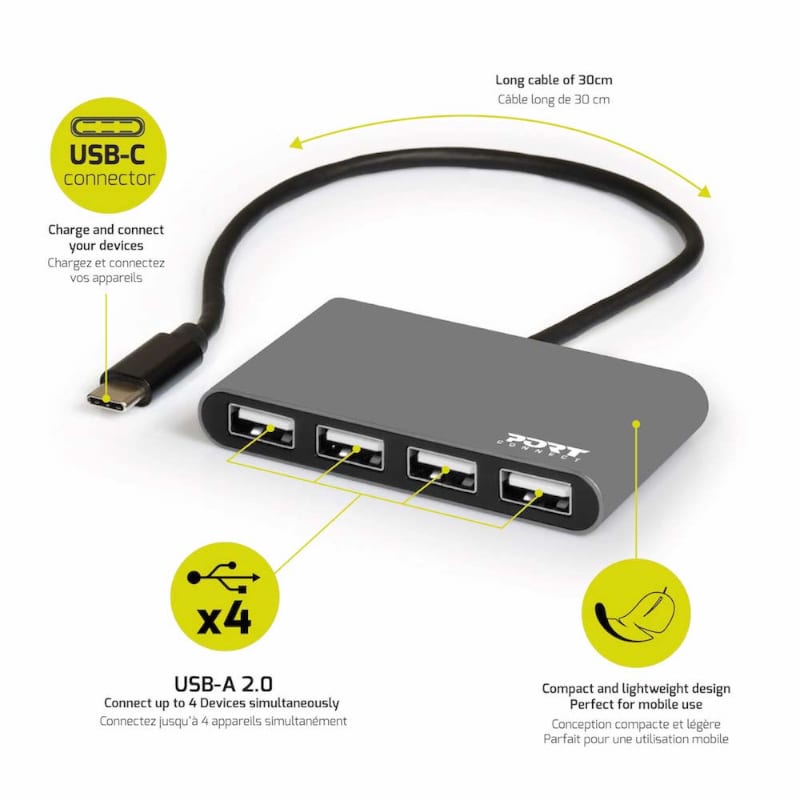 Long cable of 30cm
Câble long de 30 cm
USB-C
connector
Charge and connect
your devices
Chargez et connectez
vos appareils
PORT
CONNECT
x4
USB-A 2.0
Connect up to 4 Devices simultaneously
Connectez jusqu'à 4 appareils simultanément
Compact and lightweight design
Perfect for mobile use
Conception compacte et légère
Parfait pour une utilisation mobile